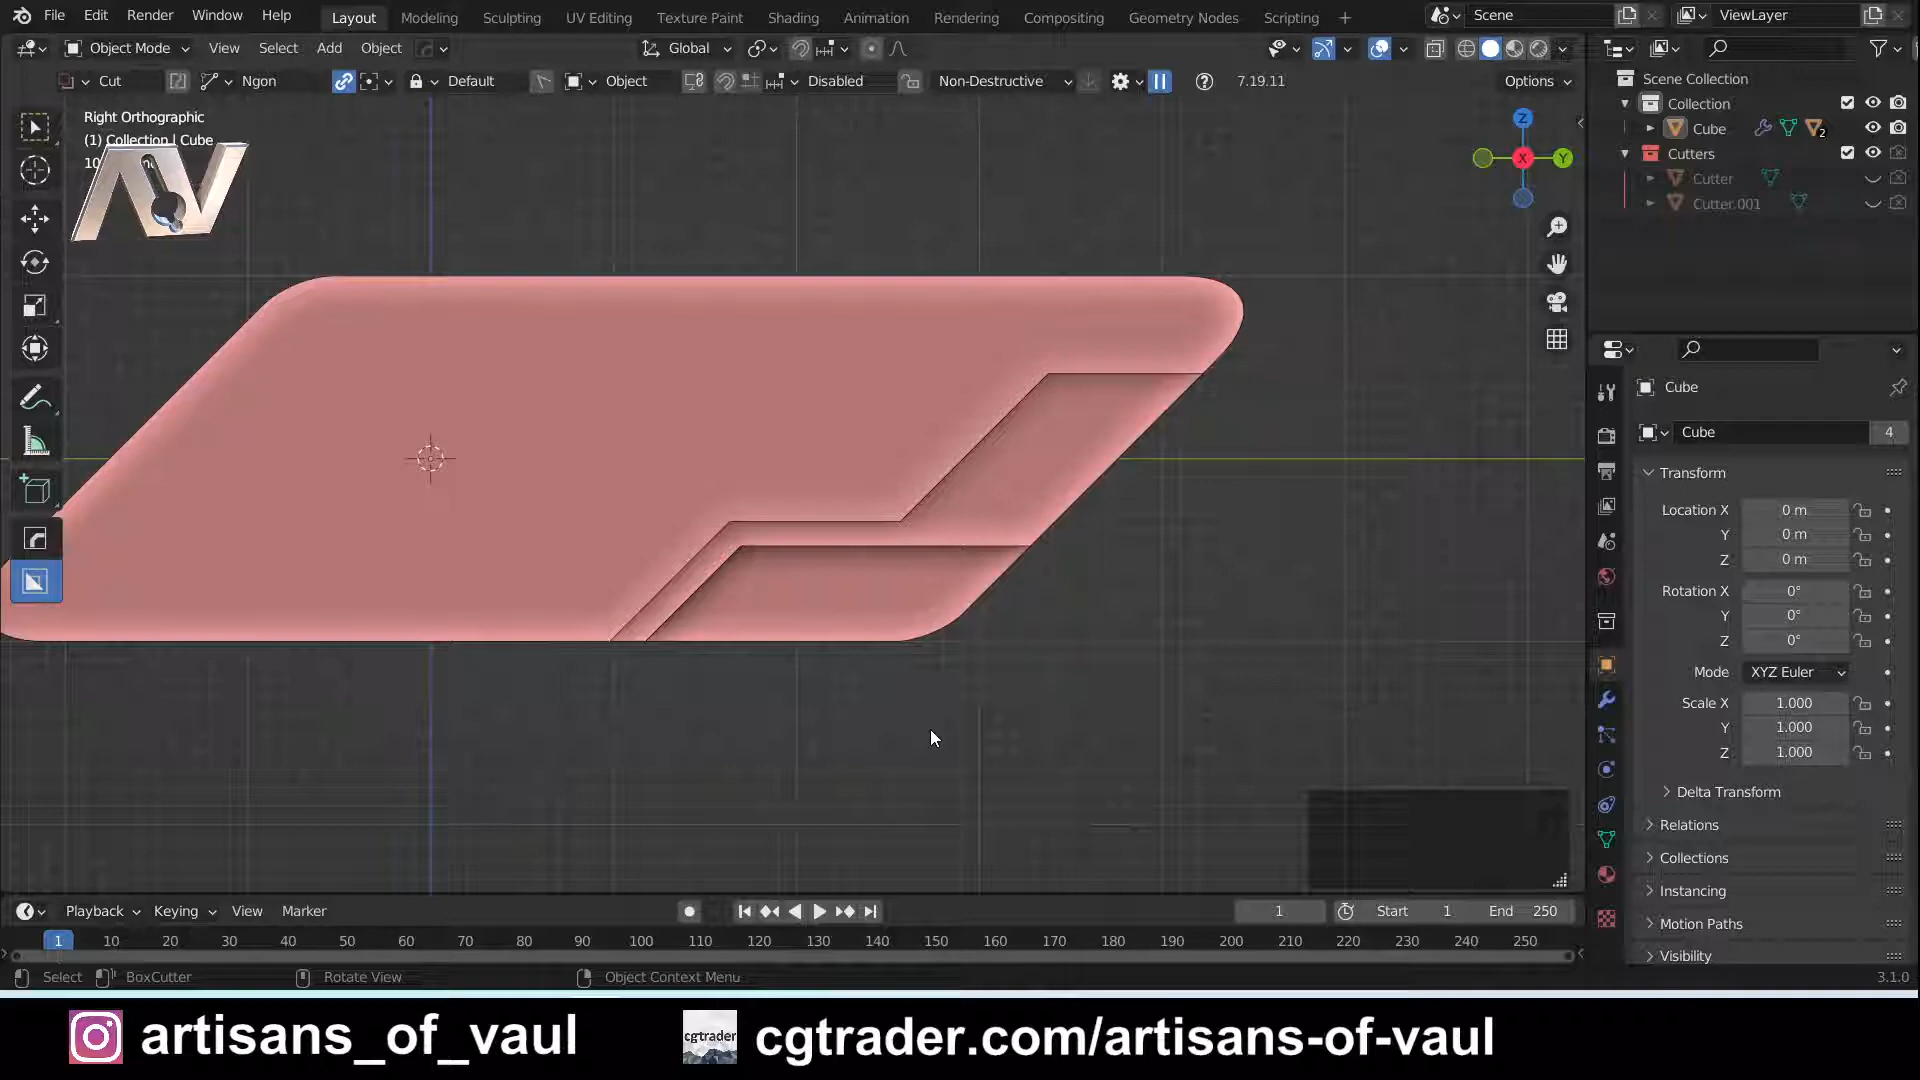 File Edit Render Window Help Layout Modeling Sculpting UV Editing Texture Paint Shading Animation Rendering Compositing Geometry Nodes Scripting + Scene ViewLayer
Object Mode View Select Add Object Global
Cut Ngon Default Object Disabled Non-Destructive 7.19.11 Options
Right Orthographic
(1) Collection | Cube
10
AV
Z
X
Y
Scene Collection
Collection
Cube 2
Cutters
Cutter
Cutter.001
Cube
Cube 4
Transform
Location X 0 m
Y 0 m
Z 0 m
Rotation X 0°
Y 0°
Z 0°
Mode XYZ Euler
Scale X 1.000
Y 1.000
Z 1.000
Delta Transform
Relations
Collections
Instancing
Motion Paths
Visibility
Playback Keying View Marker 1 Start 1 End 250
1 10 20 30 40 50 60 70 80 90 100 110 120 130 140 150 160 170 180 190 200 210 220 230 240 250
Select BoxCutter Rotate View Object Context Menu 3.1.0
artisans_of_vaul cgtrader cgtrader.com/artisans-of-vaul